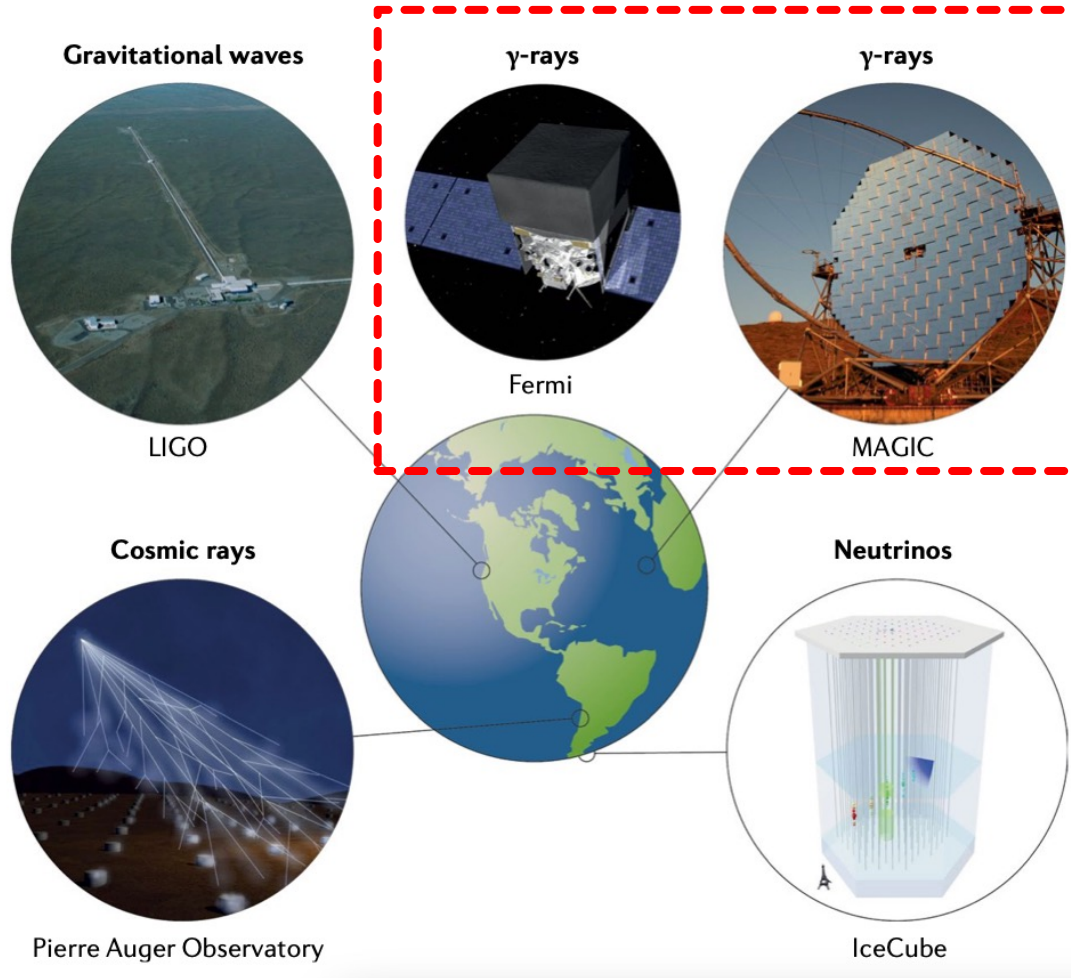 Gravitational waves
γ-rays
γ-rays
Fermi
LIGO
MAGIC
Cosmic rays
Neutrinos
Pierre Auger Observatory
IceCube